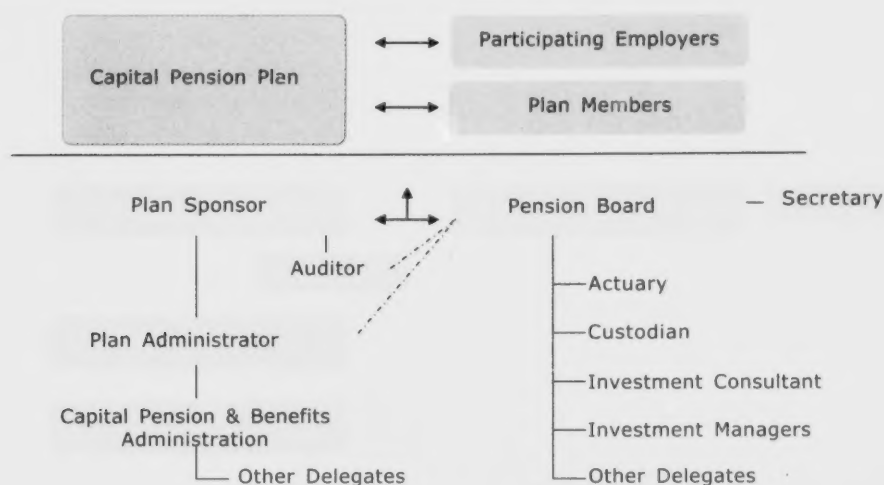 Participating Employers
Capital Pension Plan
Plan Members
Plan Sponsor
Pension Board
Secretary
Auditor
Actuary
Custodian
Plan Administrator
Investment Consultant
Capital Pension & Benefits
Administration
Investment Managers
Other Delegates
Other Delegates